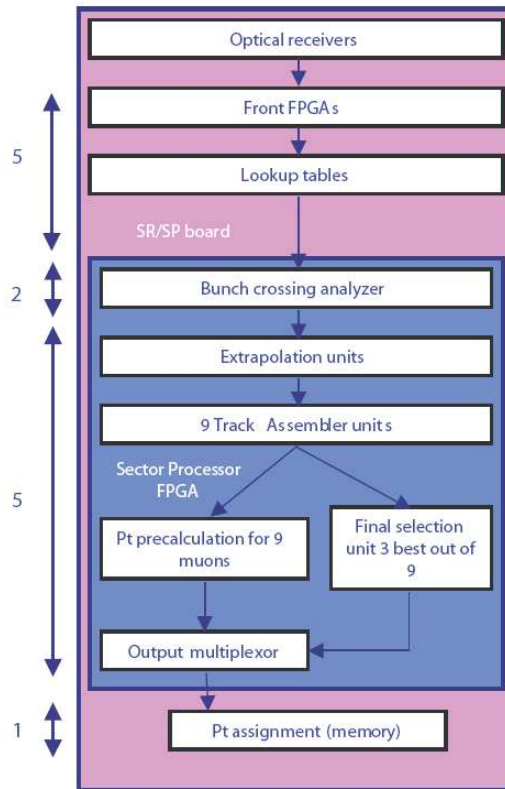 Optical receivers
Front FPGAs
5
Lookup tables
SR/SP board
2
Bunch crossing analyzer
Extrapolation units
9 Track Assembler units
Sector Processor
FPGA
5
Pt precalculation for 9
muons
Final selection
unit 3 best out of
9
Output multiplexor
1
Pt assignment (memory)